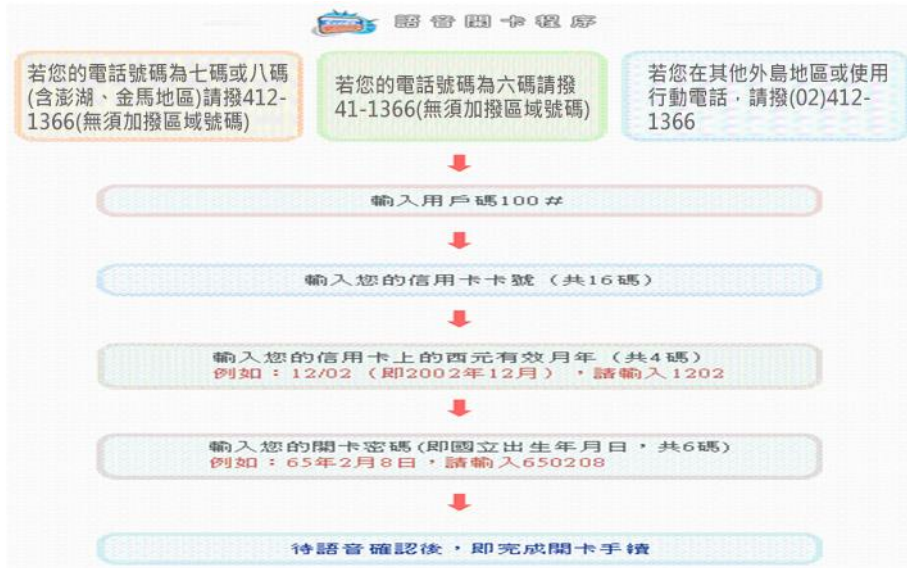 語音開卡程序
若您的電話號碼為七碼或八碼
(含澎湖、金馬地區)請撥412-
1366(無須加撥區域號碼)
若您的電話號碼為六碼請撥
41-1366(無須加撥區域號碼)
若您在其他外島地區或使用
行動電話，請撥(02)412-
1366
輸入用戶碼100#
輸入您的信用卡卡號（共16碼）
輸入您的信用卡上的西元有效月年（共4碼）
例如：12/02（即2002年12月），請輸入1202
輸入您的開卡密碼(即國立出生年月日，共6碼)
例如：65年2月8日，請輸入650208
待語音確認後，即完成開卡手續